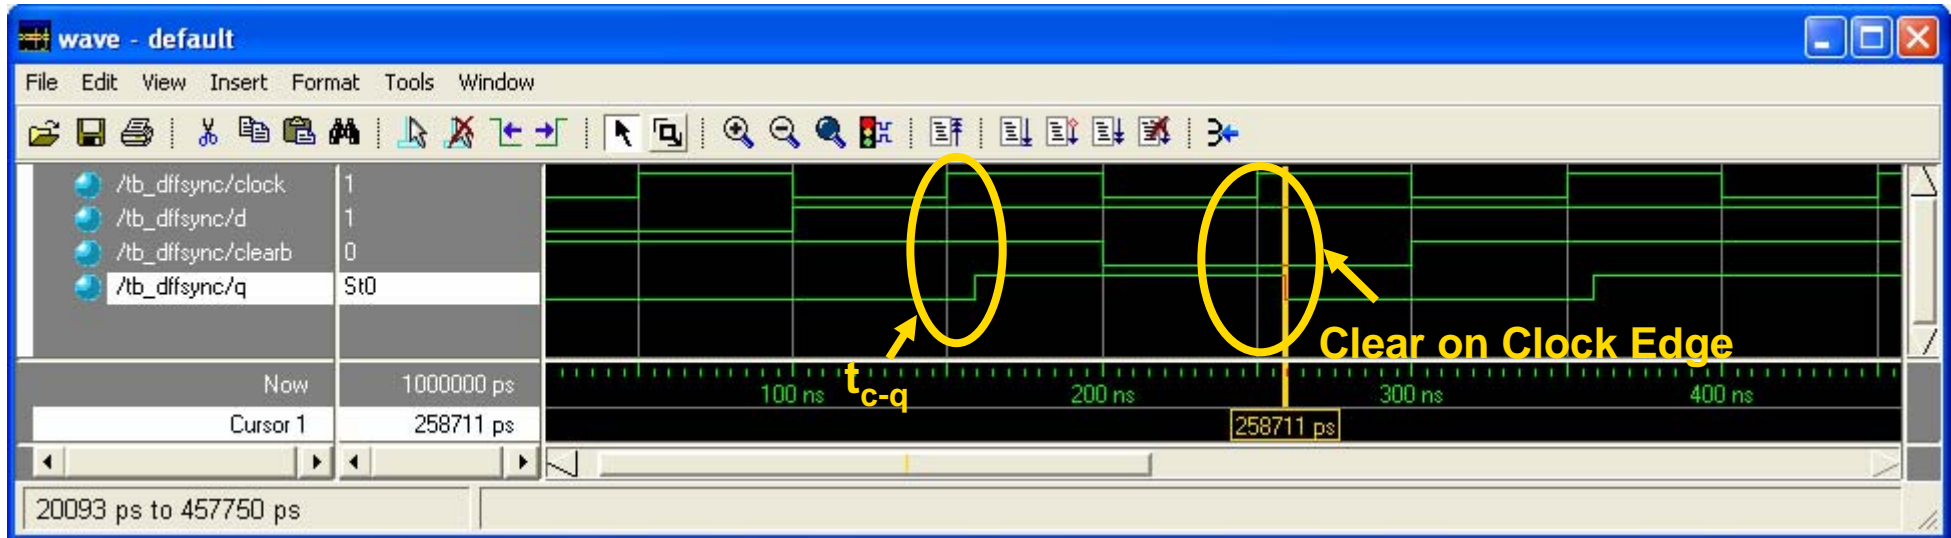 wave - default
File Edit View Insert Format Tools Window
/tb_dffsync/clock 1
/tb_dffsync/d 1
/tb_dffsync/clearb 0
/tb_dffsync/q St0
Clear on Clock Edge
tc-q
Now 1000000 ps 100 ns 200 ns 300 ns 400 ns
Cursor 1 258711 ps 258711 ps
20093 ps to 457750 ps